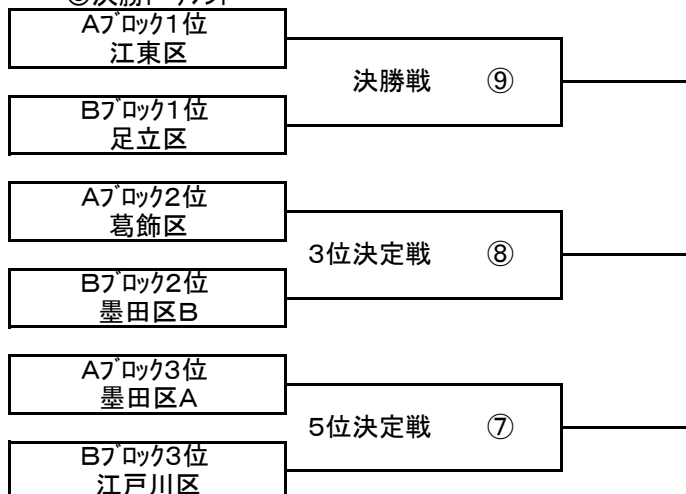 Aﾌﾞﾛｯｸ1位
江東区
決勝戦 ⑨
Bﾌﾞﾛｯｸ1位
足立区
Aﾌﾞﾛｯｸ2位
葛飾区
3位決定戦 ⑧
Bﾌﾞﾛｯｸ2位
墨田区B
Aﾌﾞﾛｯｸ3位
墨田区A
5位決定戦 ⑦
Bﾌﾞﾛｯｸ3位
江戸川区